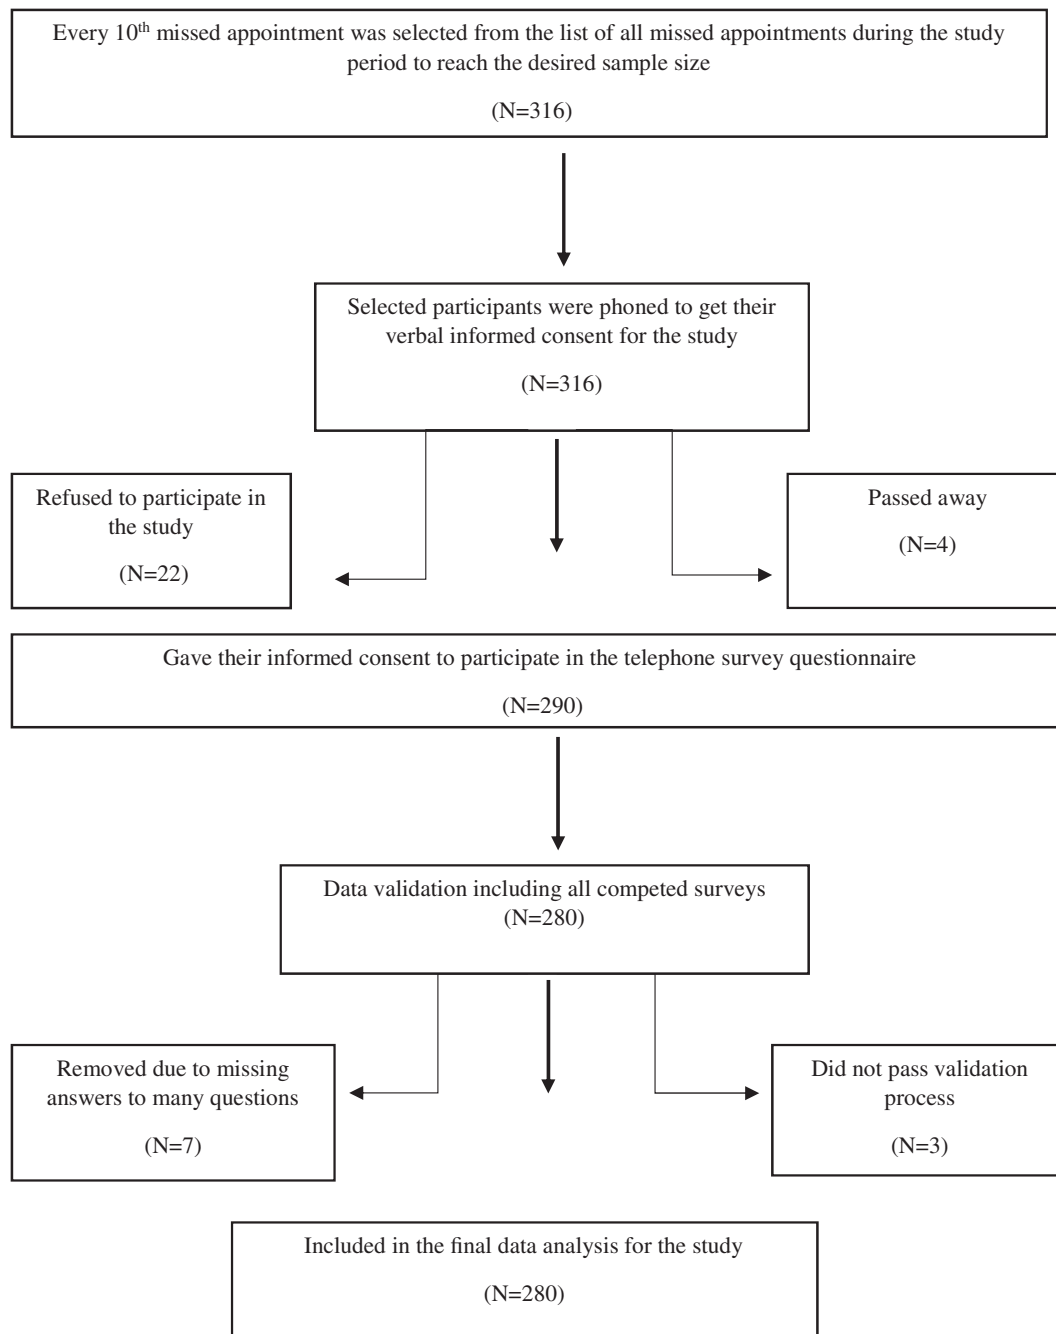 Every 10th missed appointment was selected from the list of all missed appointments during the study
period to reach the desired sample size
(N=316)
Selected participants were phoned to get their
verbal informed consent for the study
(N=316)
Refused to participate in
the study
(N=22)
Passed away
(N=4)
Gave their informed consent to participate in the telephone survey questionnaire
(N=290)
Data validation including all competed surveys
(N=280)
Removed due to missing
answers to many questions
(N=7)
Did not pass validation
process
(N=3)
Included in the final data analysis for the study
(N=280)